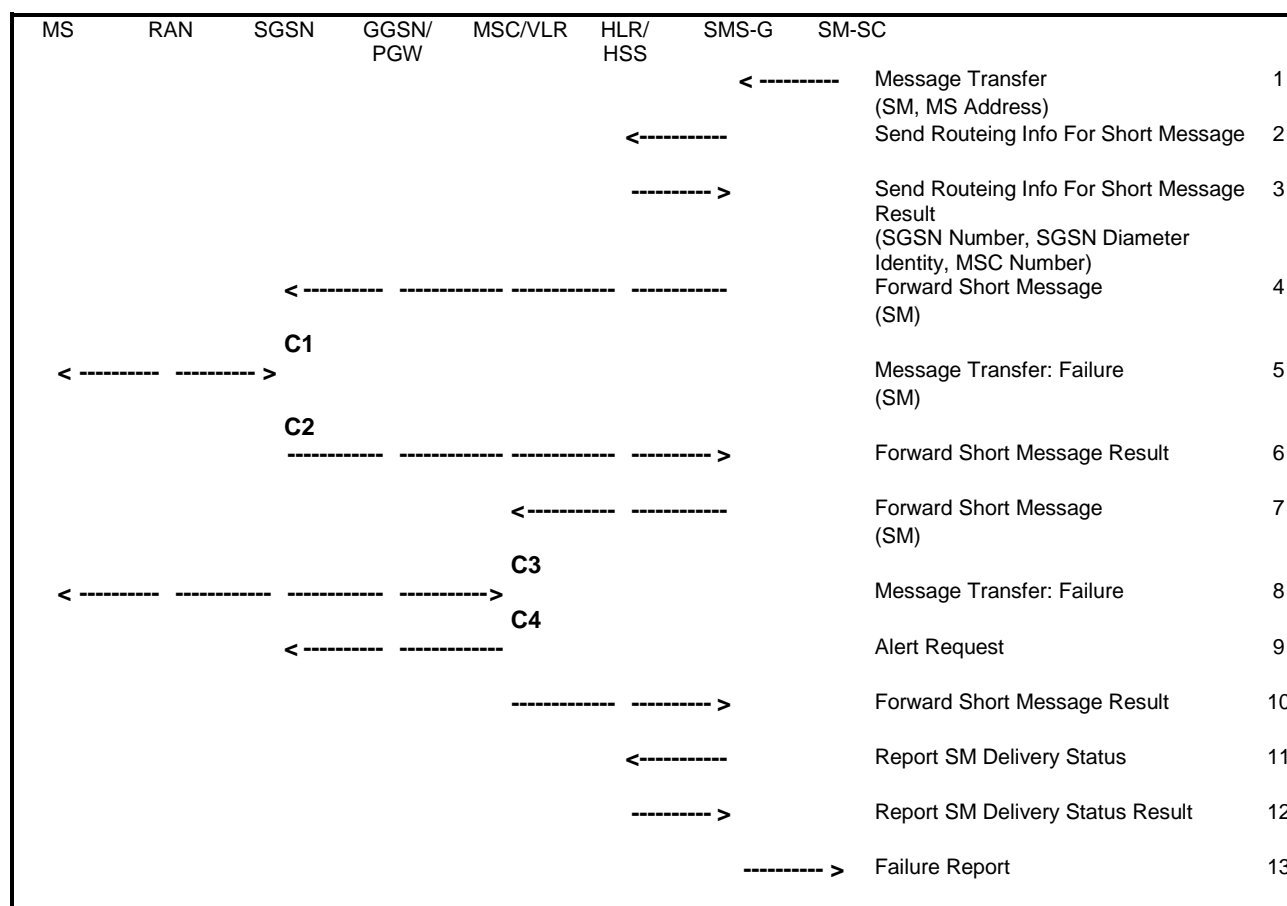 MS RAN SGSN GGSN/ MSC/VLR HLR/ SMS-G SM-SC
PGW HSS
< ---------- Message Transfer 1
(SM, MS Address)
<----------- Send Routeing Info For Short Message 2
---------- > Send Routeing Info For Short Message 3
Result
(SGSN Number, SGSN Diameter
Identity, MSC Number)
< ---------- ------------- ------------- ------------ Forward Short Message 4
(SM)
C1
< ---------- ---------- > Message Transfer: Failure 5
(SM)
C2
------------ ------------- ------------- ---------- > Forward Short Message Result 6
<----------- ------------ Forward Short Message 7
(SM)
C3
< ---------- ------------ ------------ -----------> Message Transfer: Failure 8
C4
< ---------- ------------- Alert Request 9
------------- ---------- > Forward Short Message Result 10
<----------- Report SM Delivery Status 11
---------- > Report SM Delivery Status Result 12
---------- > Failure Report 13